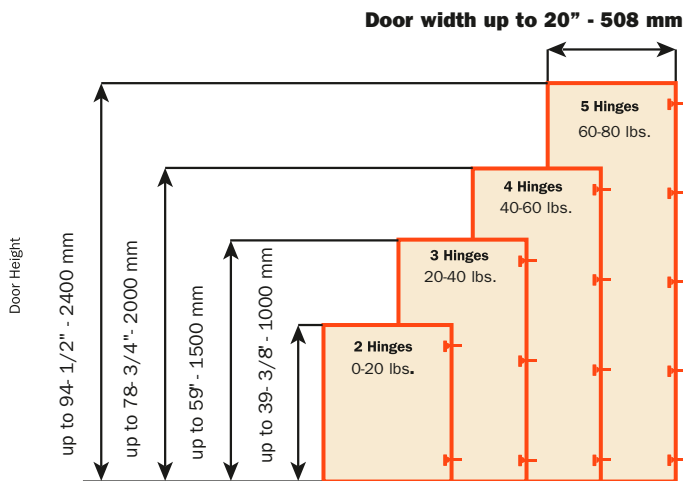 Door width up to 20” - 508 mm
5 Hinges
60-80 lbs.
4 Hinges
40-60 lbs.
3 Hinges
20-40 lbs.
2 Hinges
0-20 lbs.
Door Height
up to 94- 1/2" - 2400 mm
up to 78- 3/4"- 2000 mm
up to 59" - 1500 mm
up to 39- 3/8" - 1000 mm